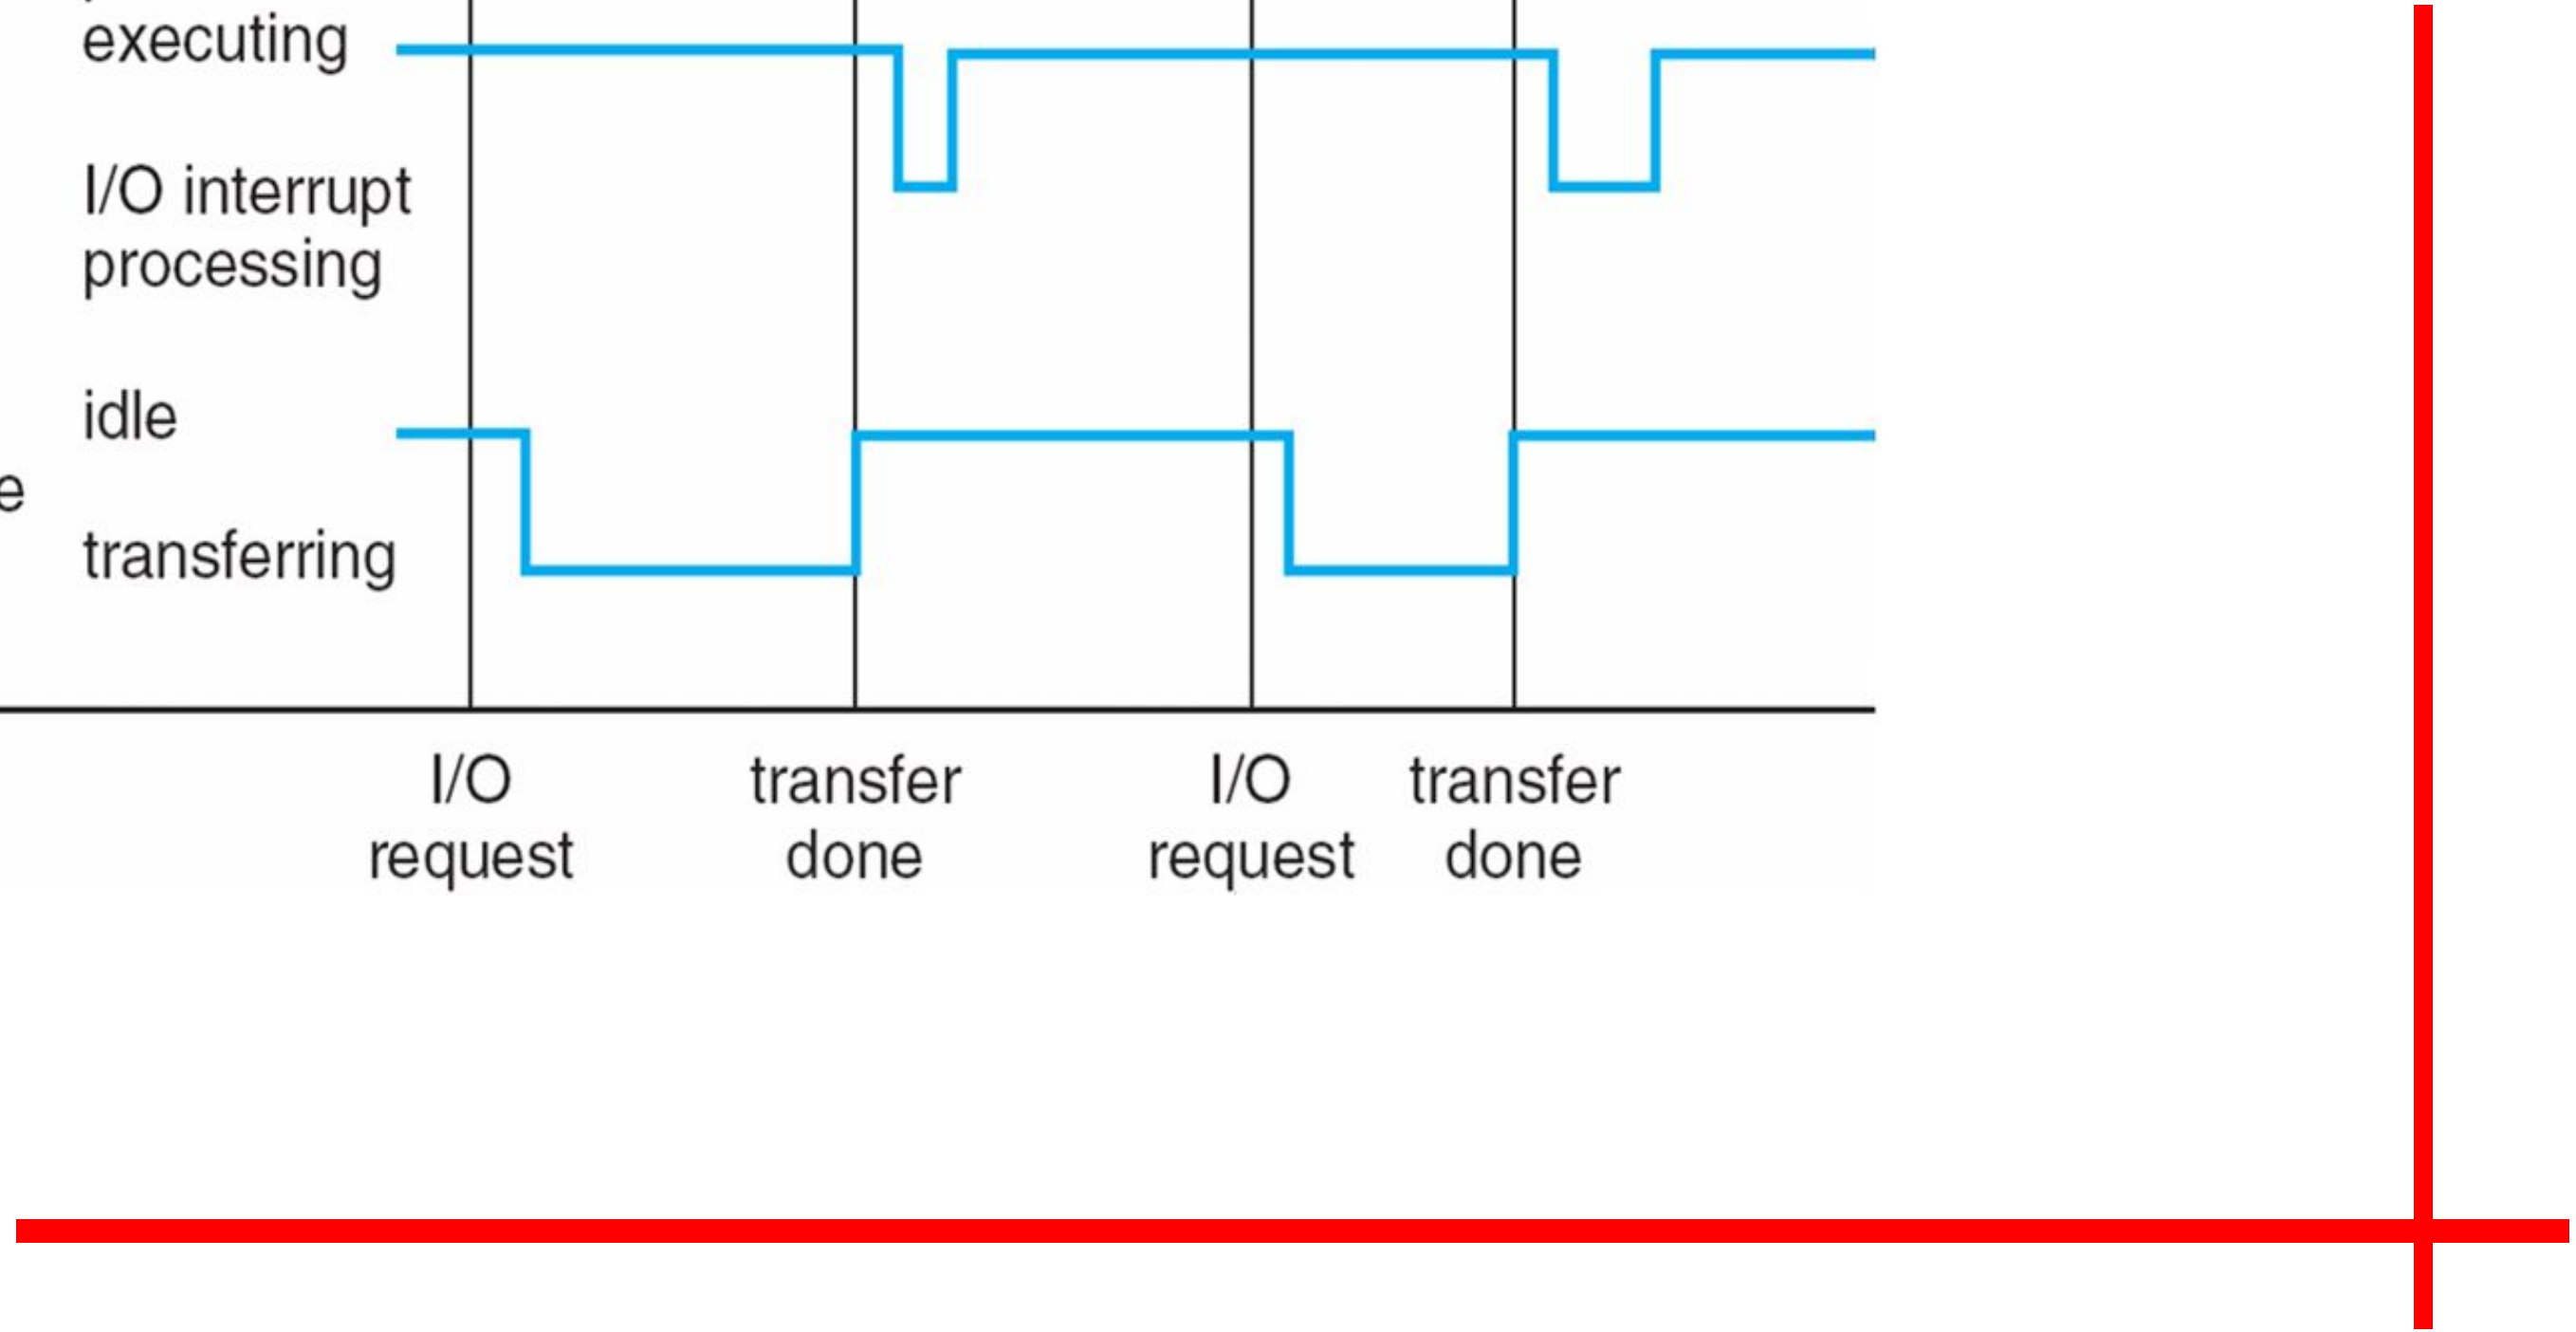 executing
I/O interrupt
processing
idle
e
transferring
I/O transfer I/O transfer
request done request done